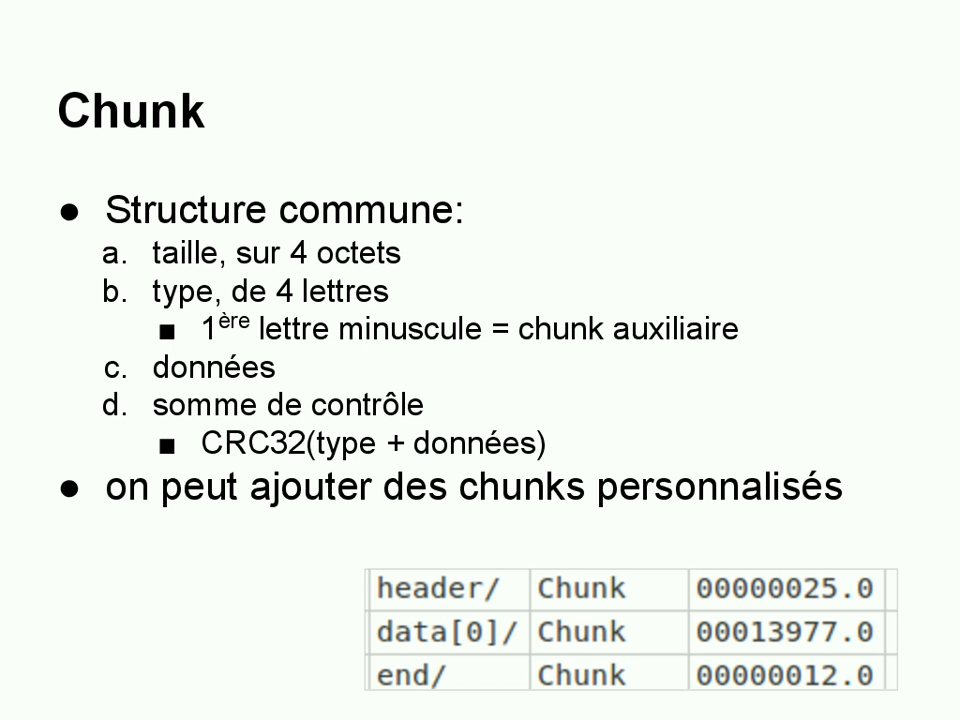 Chunk
● Structure commune:
a. taille, sur 4 octets
b. type, de 4 lettres
■ 1ère lettre minuscule = chunk auxiliaire
c. données
d. somme de contrôle
■ CRC32(type + données)
● on peut ajouter des chunks personnalisés
header/ Chunk 00000025.0
data[0]/ Chunk 00013977.0
end/ Chunk 00000012.0